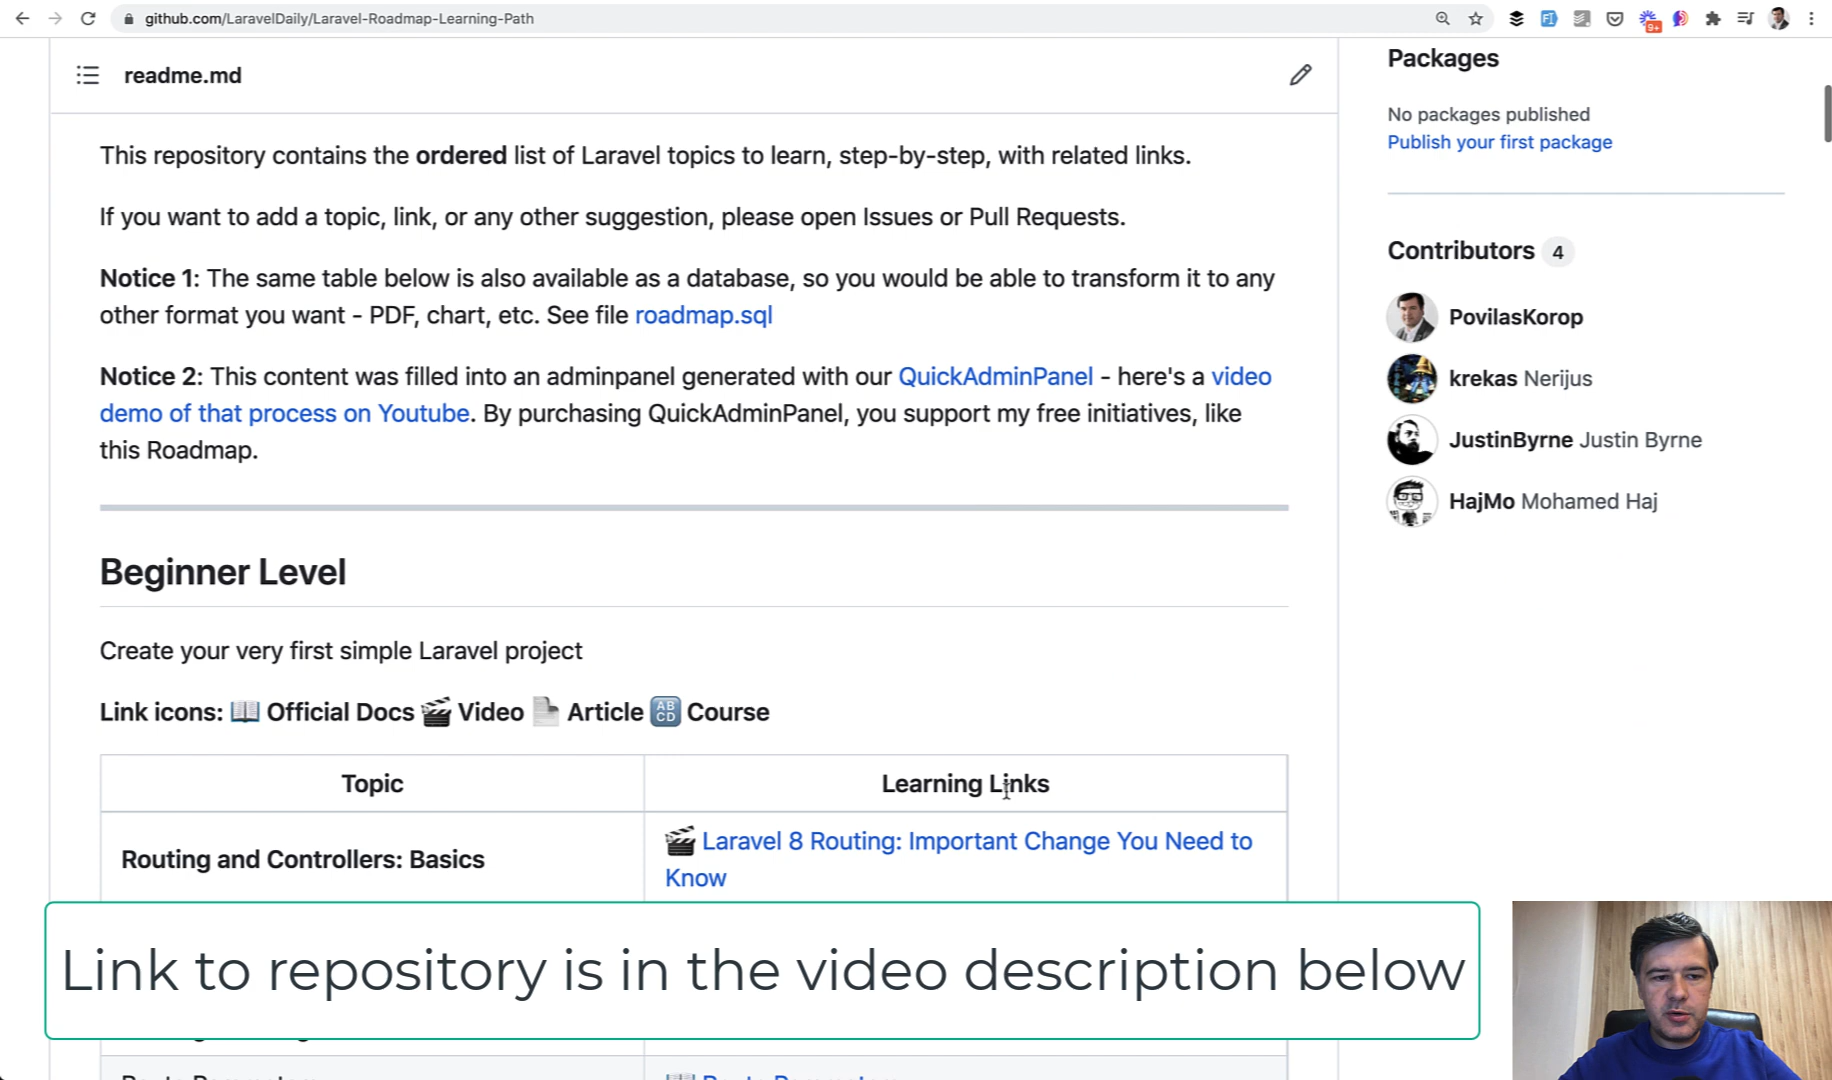 github.com/LaravelDaily/Laravel-Roadmap-Learning-Path
9+
readme.md
This repository contains the ordered list of Laravel topics to learn, step-by-step, with related links.
If you want to add a topic, link, or any other suggestion, please open Issues or Pull Requests.
Notice 1: The same table below is also available as a database, so you would be able to transform it to any
other format you want - PDF, chart, etc. See file roadmap.sql
Notice 2: This content was filled into an adminpanel generated with our QuickAdminPanel - here's a video
demo of that process on Youtube. By purchasing QuickAdminPanel, you support my free initiatives, like
this Roadmap.
Beginner Level
Create your very first simple Laravel project
Link icons: Official Docs Video Article ABCD Course
Topic
Learning Links
Routing and Controllers: Basics
Laravel 8 Routing: Important Change You Need to
Know
Link to repository is in the video description below
Packages
No packages published
Publish your first package
Contributors 4
PovilasKorop
krekas Nerijus
JustinByrne Justin Byrne
HajMo Mohamed Haj